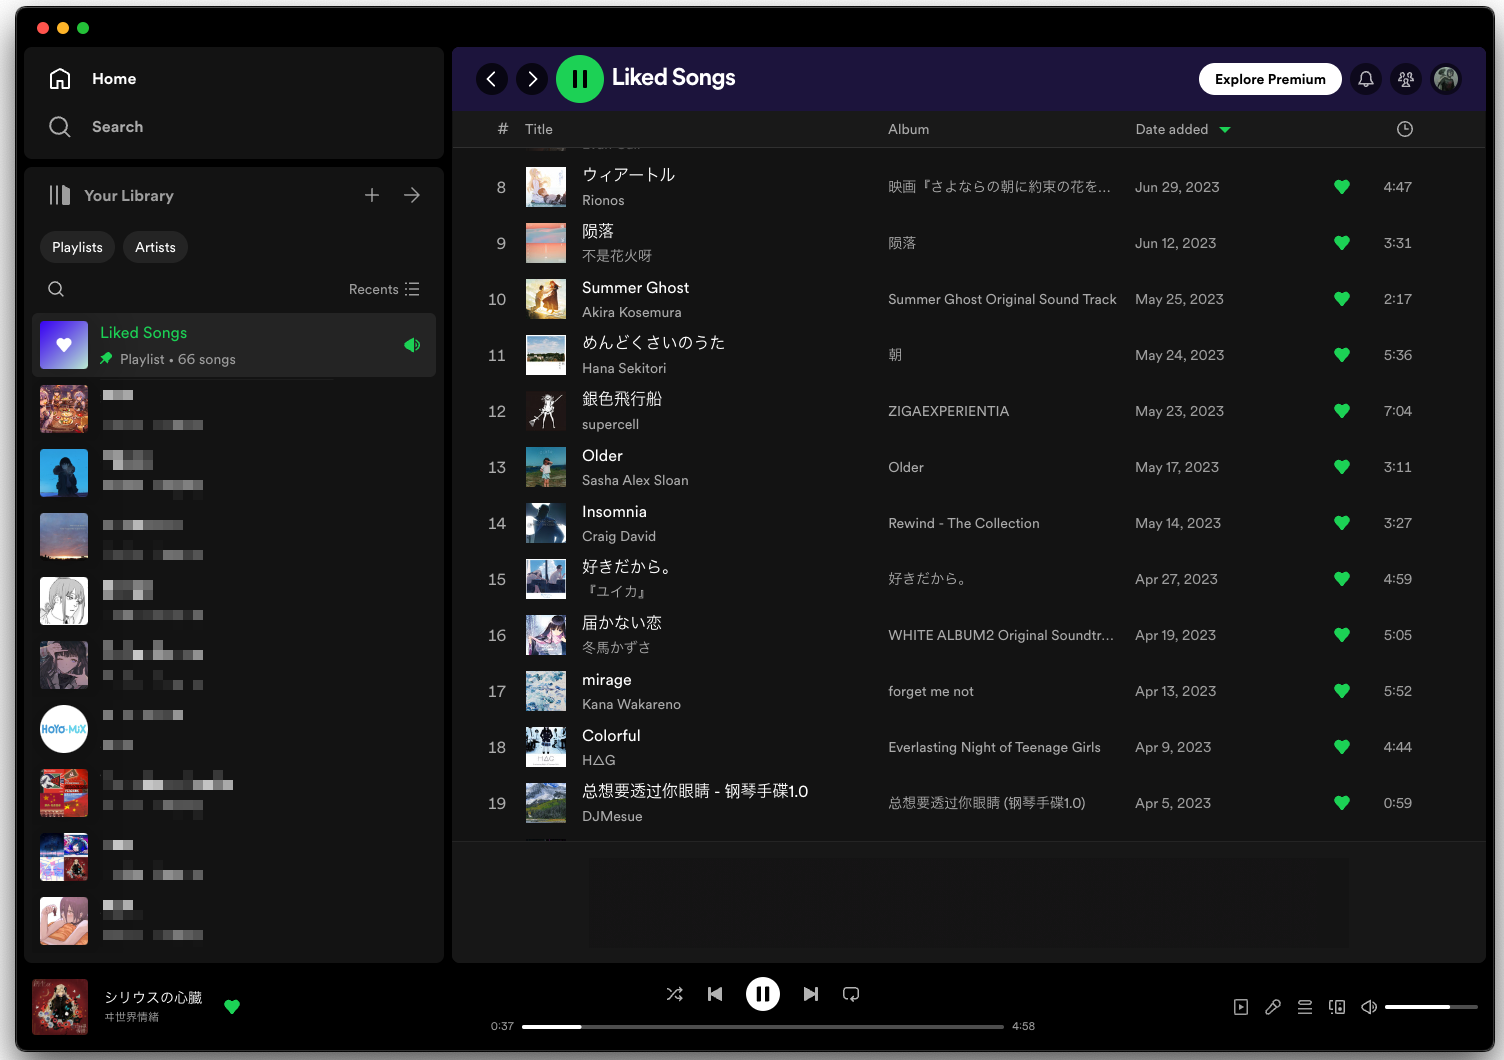 Home
Search
Your Library
Playlists
Artists
Recents
Liked Songs
Playlist • 66 songs
HOYO-MiX
Liked Songs
Explore Premium
# Title Album Date added
8 ウィアートル Rionos 映画『さよならの朝に約束の花を... Jun 29, 2023 4:47
9 陨落 不是花火呀 陨落 Jun 12, 2023 3:31
10 Summer Ghost Akira Kosemura Summer Ghost Original Sound Track May 25, 2023 2:17
11 めんどくさいのうた Hana Sekitori 朝 May 24, 2023 5:36
12 銀色飛行船 supercell ZIGAEXPERIENTIA May 23, 2023 7:04
13 Older Sasha Alex Sloan Older May 17, 2023 3:11
14 Insomnia Craig David Rewind - The Collection May 14, 2023 3:27
15 好きだから。 『ユイカ』 好きだから。 Apr 27, 2023 4:59
16 届かない恋 冬馬かずさ WHITE ALBUM2 Original Soundtr... Apr 19, 2023 5:05
17 mirage Kana Wakareno forget me not Apr 13, 2023 5:52
18 Colorful H△G Everlasting Night of Teenage Girls Apr 9, 2023 4:44
19 总想要透过你眼睛 - 钢琴手碟1.0 DJMesue 总想要透过你眼睛 (钢琴手碟1.0) Apr 5, 2023 0:59
シリウスの心臓
ヰ世界情緒
0:37
4:58